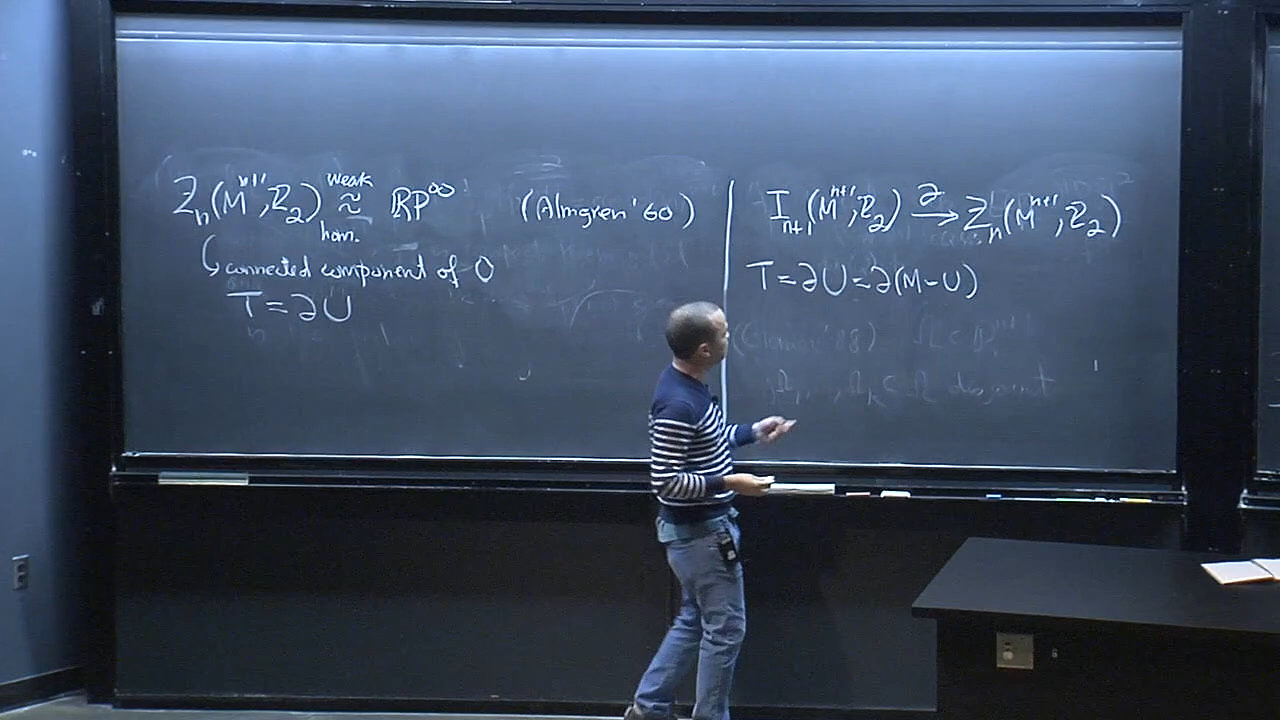 Z_n(M^{n+1}, Z_2) weak ≈ hom. RP^∞ (Almgren '60)
↳ connected component of 0
T = ∂U
I_{n+1}(M^{n+1}, Z_2) →∂ Z_n(M^{n+1}, Z_2)
T = ∂U = ∂(M-U)